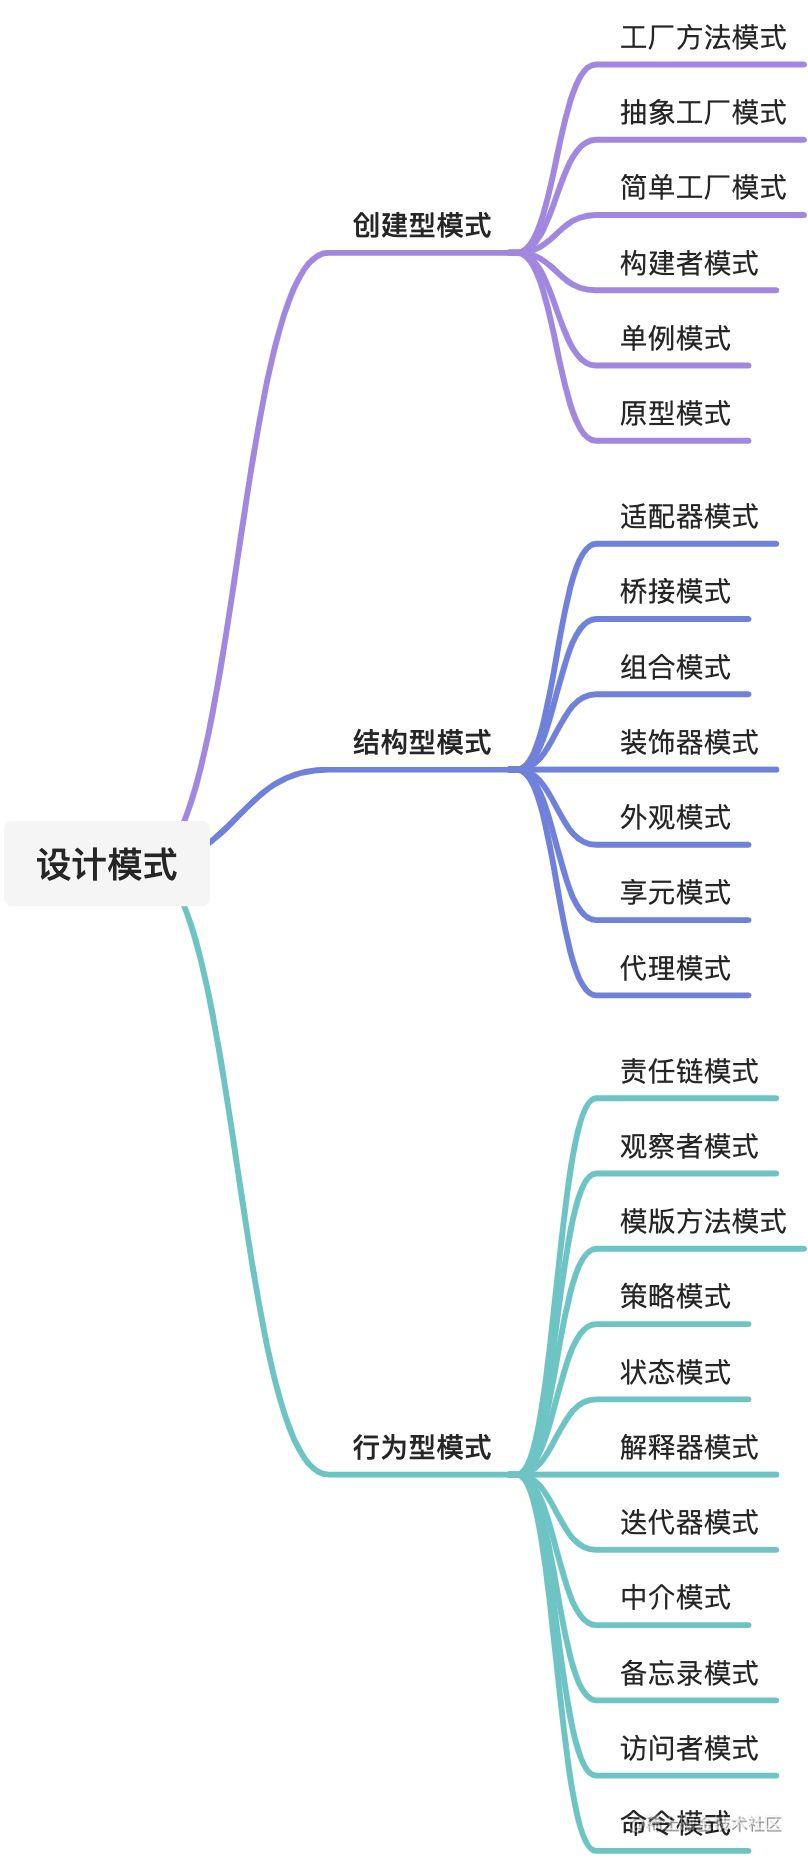 工厂方法模式
抽象工厂模式
简单工厂模式
创建型模式
构建者模式
单例模式
原型模式
适配器模式
桥接模式
组合模式
结构型模式
装饰器模式
外观模式
享元模式
代理模式
设计模式
责任链模式
观察者模式
模版方法模式
策略模式
状态模式
行为型模式
解释器模式
迭代器模式
中介模式
备忘录模式
访问者模式
命令模式
技术社区